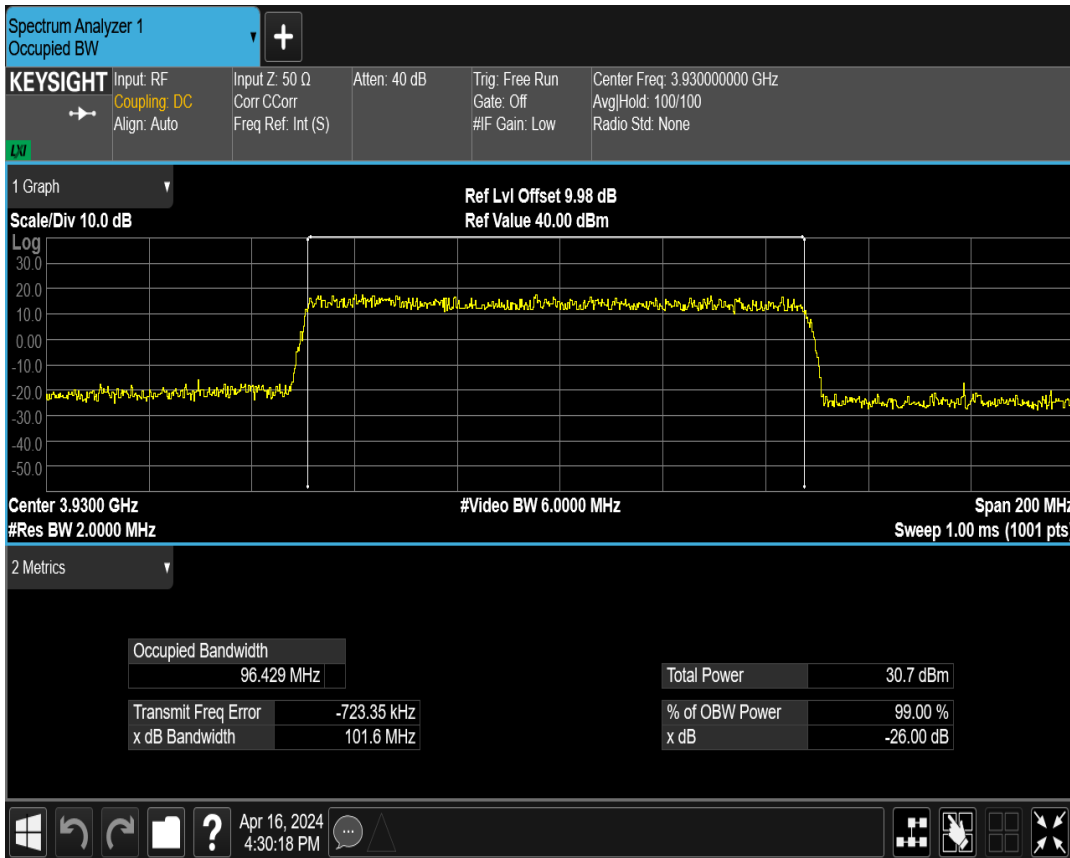 Spectrum Analyzer 1
Occupied BW
+
KEYSIGHT
LXI
Input: RF
Coupling: DC
Align: Auto
Input Z: 50 Ω
Corr CCorr
Freq Ref: Int (S)
Atten: 40 dB
Trig: Free Run
Gate: Off
#IF Gain: Low
Center Freq: 3.930000000 GHz
Avg|Hold: 100/100
Radio Std: None
1 Graph
Scale/Div 10.0 dB
Ref Lvl Offset 9.98 dB
Ref Value 40.00 dBm
Log
30.0
20.0
10.0
0.00
-10.0
-20.0
-30.0
-40.0
-50.0
Center 3.9300 GHz
#Video BW 6.0000 MHz
Span 200 MHz
#Res BW 2.0000 MHz
Sweep 1.00 ms (1001 pts)
2 Metrics
Occupied Bandwidth
96.429 MHz
Total Power 30.7 dBm
Transmit Freq Error -723.35 kHz
% of OBW Power 99.00 %
x dB Bandwidth 101.6 MHz
x dB -26.00 dB
?
Apr 16, 2024
4:30:18 PM